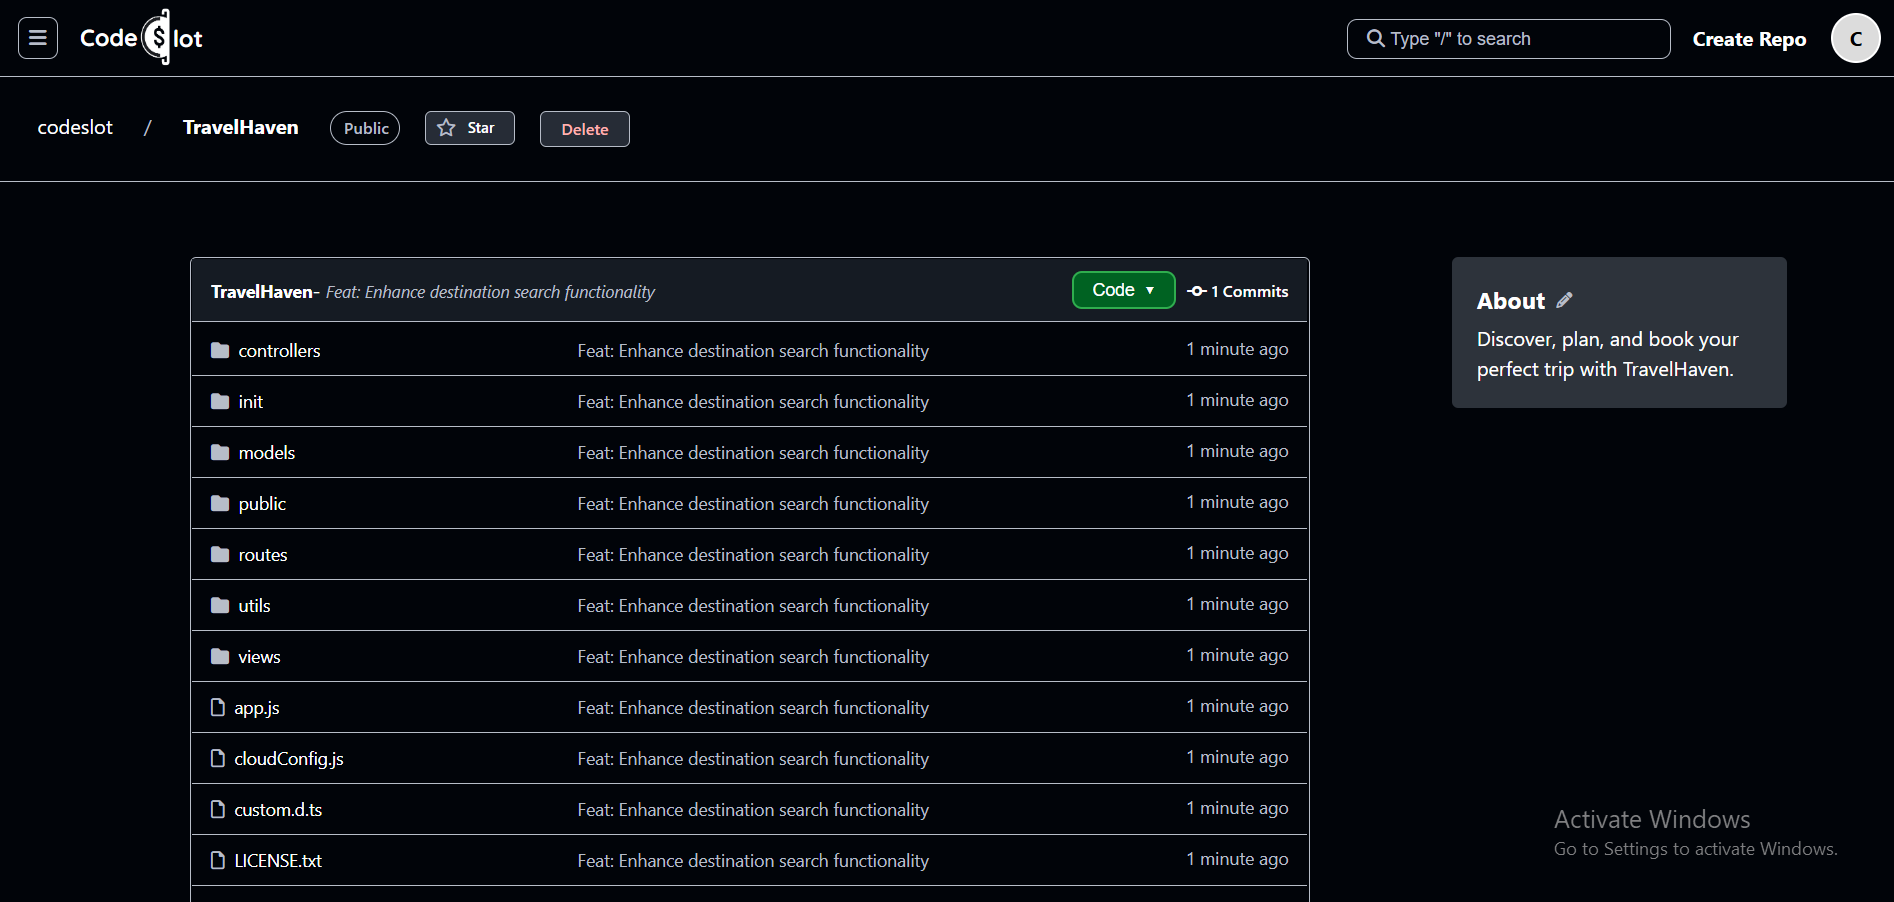 Code $lot
Type "/" to search
Create Repo
C
codeslot / TravelHaven
Public
Star
Delete
TravelHaven- Feat: Enhance destination search functionality
Code ▼
1 Commits
controllers Feat: Enhance destination search functionality 1 minute ago
init Feat: Enhance destination search functionality 1 minute ago
models Feat: Enhance destination search functionality 1 minute ago
public Feat: Enhance destination search functionality 1 minute ago
routes Feat: Enhance destination search functionality 1 minute ago
utils Feat: Enhance destination search functionality 1 minute ago
views Feat: Enhance destination search functionality 1 minute ago
app.js Feat: Enhance destination search functionality 1 minute ago
cloudConfig.js Feat: Enhance destination search functionality 1 minute ago
custom.d.ts Feat: Enhance destination search functionality 1 minute ago
LICENSE.txt Feat: Enhance destination search functionality 1 minute ago
About
Discover, plan, and book your
perfect trip with TravelHaven.
Activate Windows
Go to Settings to activate Windows.